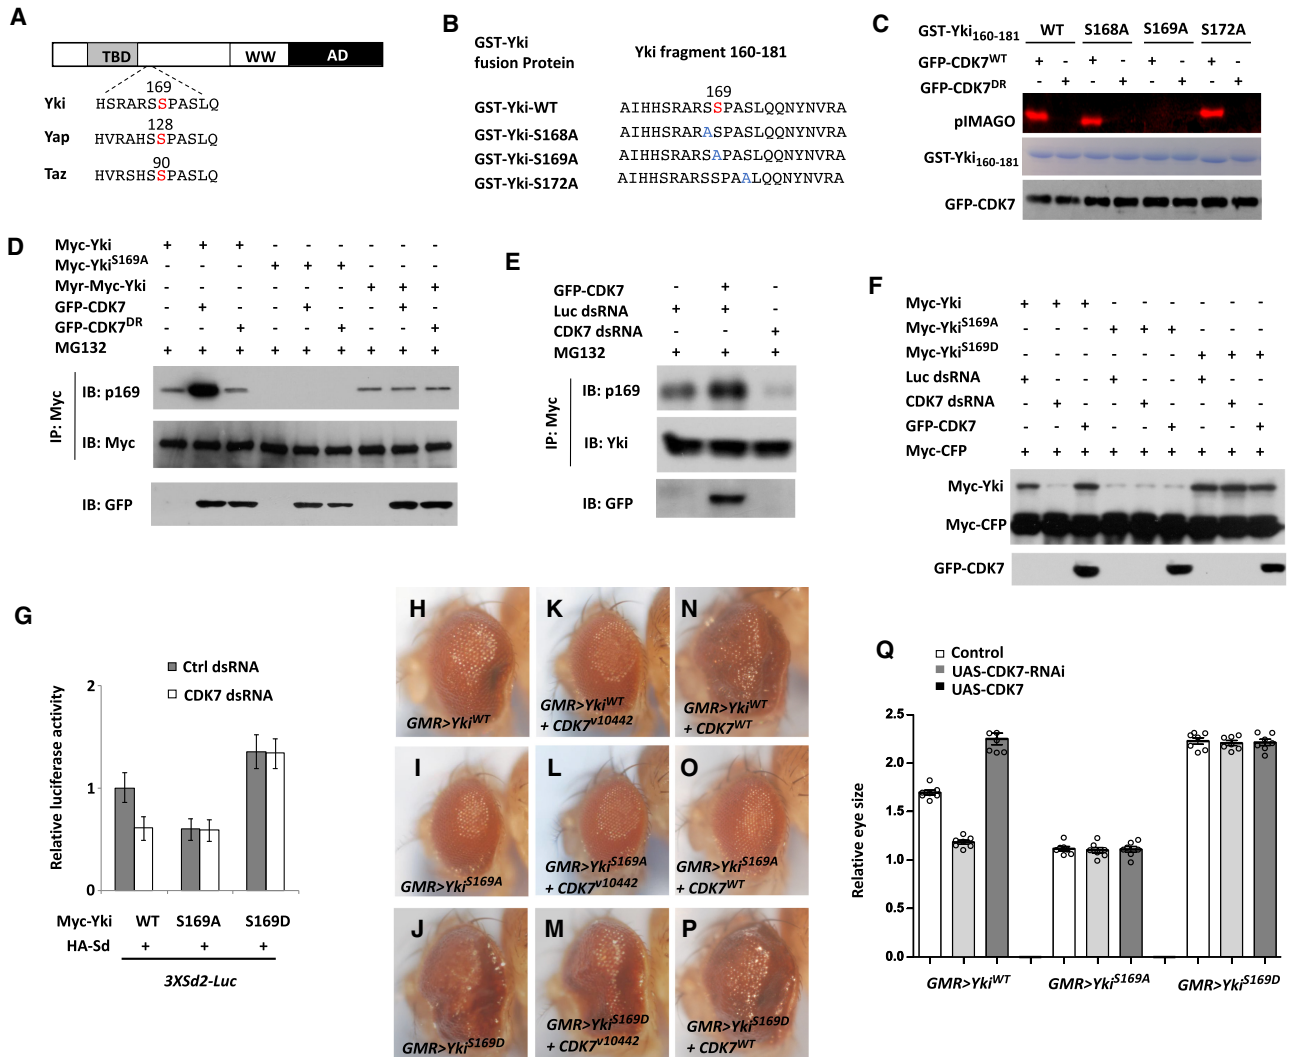 A
TBD WW AD
169
Yki HSRARSSPASLQ
128
Yap HVRAHSSPASLQ
90
Taz HVRSHSSPASLQ
B
GST-Yki
fusion Protein
Yki fragment 160-181
169
GST-Yki-WT AIHHSRARSSPASLQQNYNVRA
GST-Yki-S168A AIHHSRARASPASLQQNYNVRA
GST-Yki-S169A AIHHSRARSAPASLQQNYNVRA
GST-Yki-S172A AIHHSRARSSPAALQQNYNVRA
C
GST-Yki160-181 WT S168A S169A S172A
GFP-CDK7WT + - + - + - + -
GFP-CDK7DR - + - + - + - +
pIMAGO
GST-Yki160-181
GFP-CDK7
D
Myc-Yki + + + - - - - - -
Myc-YkiS169A - - - + + + - - -
Myr-Myc-Yki - - - - - - + + +
GFP-CDK7 - + - - + - - + -
GFP-CDK7DR - - + - - + - - +
MG132 + + + + + + + + +
IP: Myc
IB: p169
IB: Myc
IB: GFP
E
GFP-CDK7 - + -
Luc dsRNA + + -
CDK7 dsRNA - - +
MG132 + + +
IP: Myc
IB: p169
IB: Yki
IB: GFP
F
Myc-Yki + + + - - - - - -
Myc-YkiS169A - - - + + + - - -
Myc-YkiS169D - - - - - - + + +
Luc dsRNA + - - + - - + - -
CDK7 dsRNA - + - - + - - + -
GFP-CDK7 - - + - - + - - +
Myc-CFP + + + + + + + + +
Myc-Yki
Myc-CFP
GFP-CDK7
G
Ctrl dsRNA
CDK7 dsRNA
Relative luciferase activity
2
1
0
Myc-Yki WT S169A S169D
HA-Sd + + +
3XSd2-Luc
H
GMR>YkiWT
K
GMR>YkiWT
+ CDK7v10442
N
GMR>YkiWT
+ CDK7WT
I
GMR>YkiS169A
L
GMR>YkiS169A
+ CDK7v10442
O
GMR>YkiS169A
+ CDK7WT
J
GMR>YkiS169D
M
GMR>YkiS169D
+ CDK7v10442
P
GMR>YkiS169D
+ CDK7WT
Q
Control
UAS-CDK7-RNAi
UAS-CDK7
Relative eye size
2.5
2.0
1.5
1.0
0.5
0.0
GMR>YkiWT GMR>YkiS169A GMR>YkiS169D